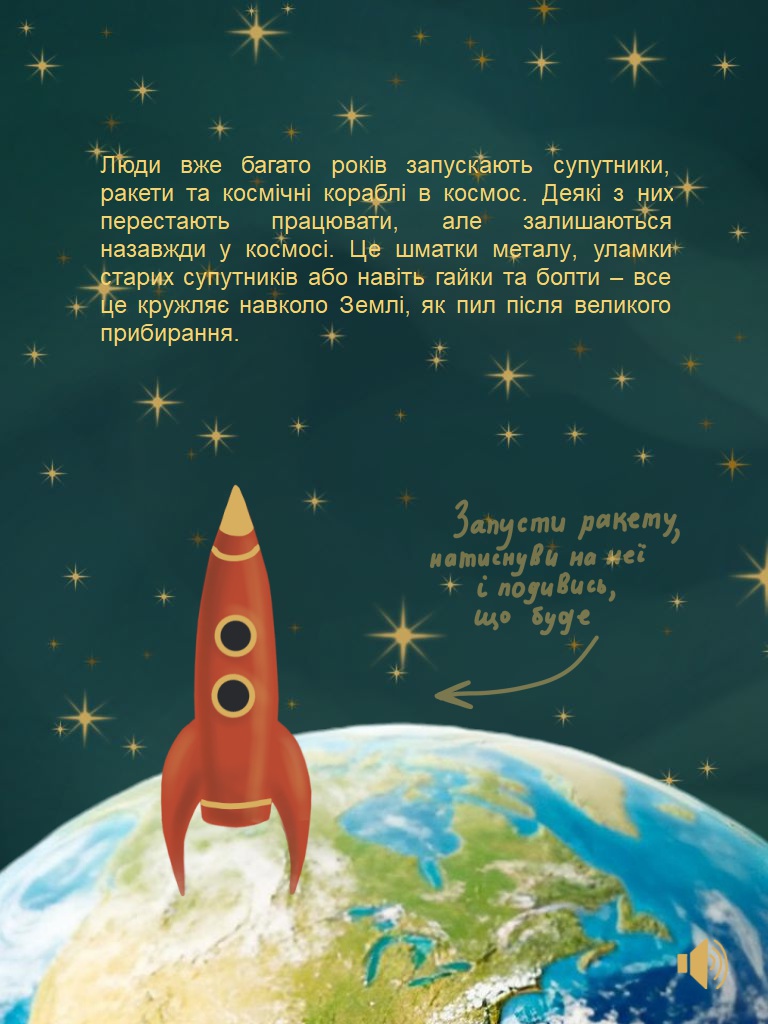 Люди вже багато років запускають супутники,
ракети та космічні кораблі в космос. Деякі з них
перестають працювати, але залишаються
назавжди у космосі. Це шматки металу, уламки
старих супутників або навіть гайки та болти – все
це кружляє навколо Землі, як пил після великого
прибирання.
Запусти ракету,
натиснувй на неї
і подивись,
що буде